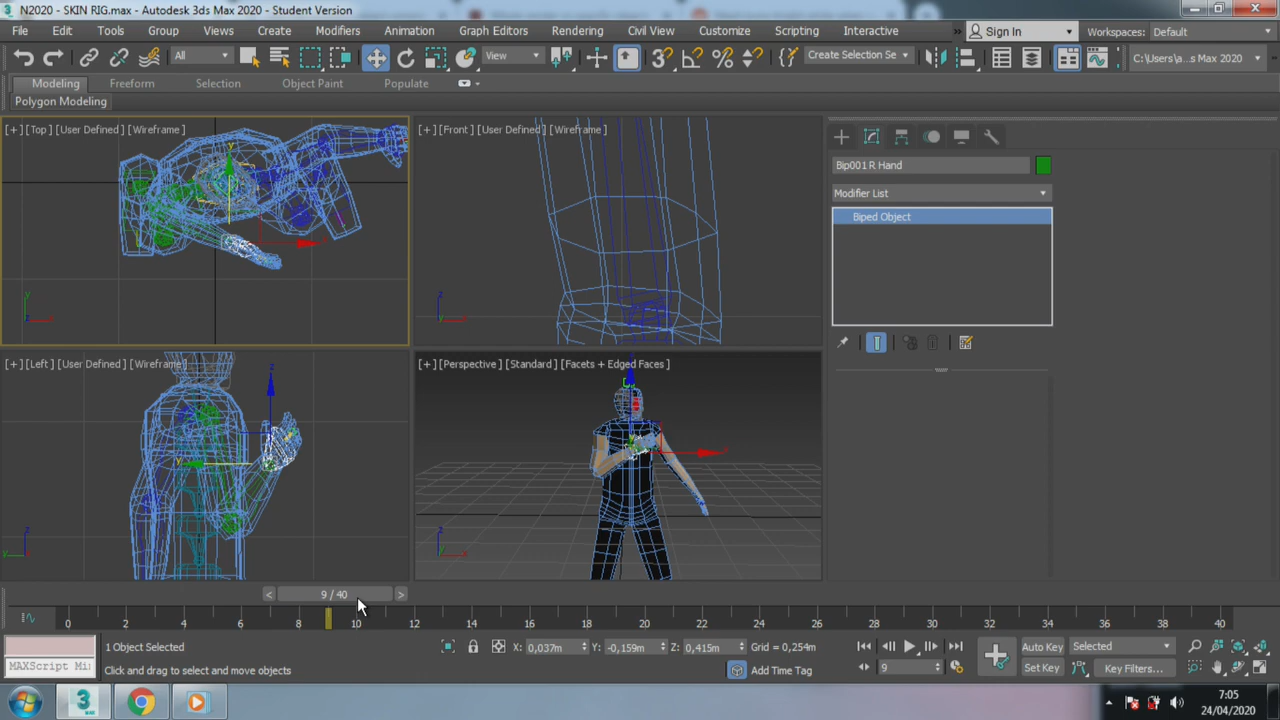 N2020 - SKIN RIG.max - Autodesk 3ds Max 2020 - Student Version
File Edit Tools Group Views Create Modifiers Animation Graph Editors Rendering Civil View Customize Scripting Interactive » Sign In Workspaces: Default
All View Create Selection Se C:\Users\a...s Max 2020
Modeling Freeform Selection Object Paint Populate
Polygon Modeling
[+] [Top] [User Defined] [Wireframe]
[+] [Front] [User Defined] [Wireframe]
Bip001 R Hand
Modifier List
Biped Object
[+] [Left] [User Defined] [Wireframe]
[+] [Perspective] [Standard] [Facets + Edged Faces]
< 9 / 40 >
0 2 4 6 8 10 12 14 16 18 20 22 24 26 28 30 32 34 36 38 40
1 Object Selected X: 0,037m Y: -0,159m Z: 0,415m Grid = 0,254m Auto Key Selected
MAXScript Mi Click and drag to select and move objects Add Time Tag 9 Set Key Key Filters...
7:05
24/04/2020